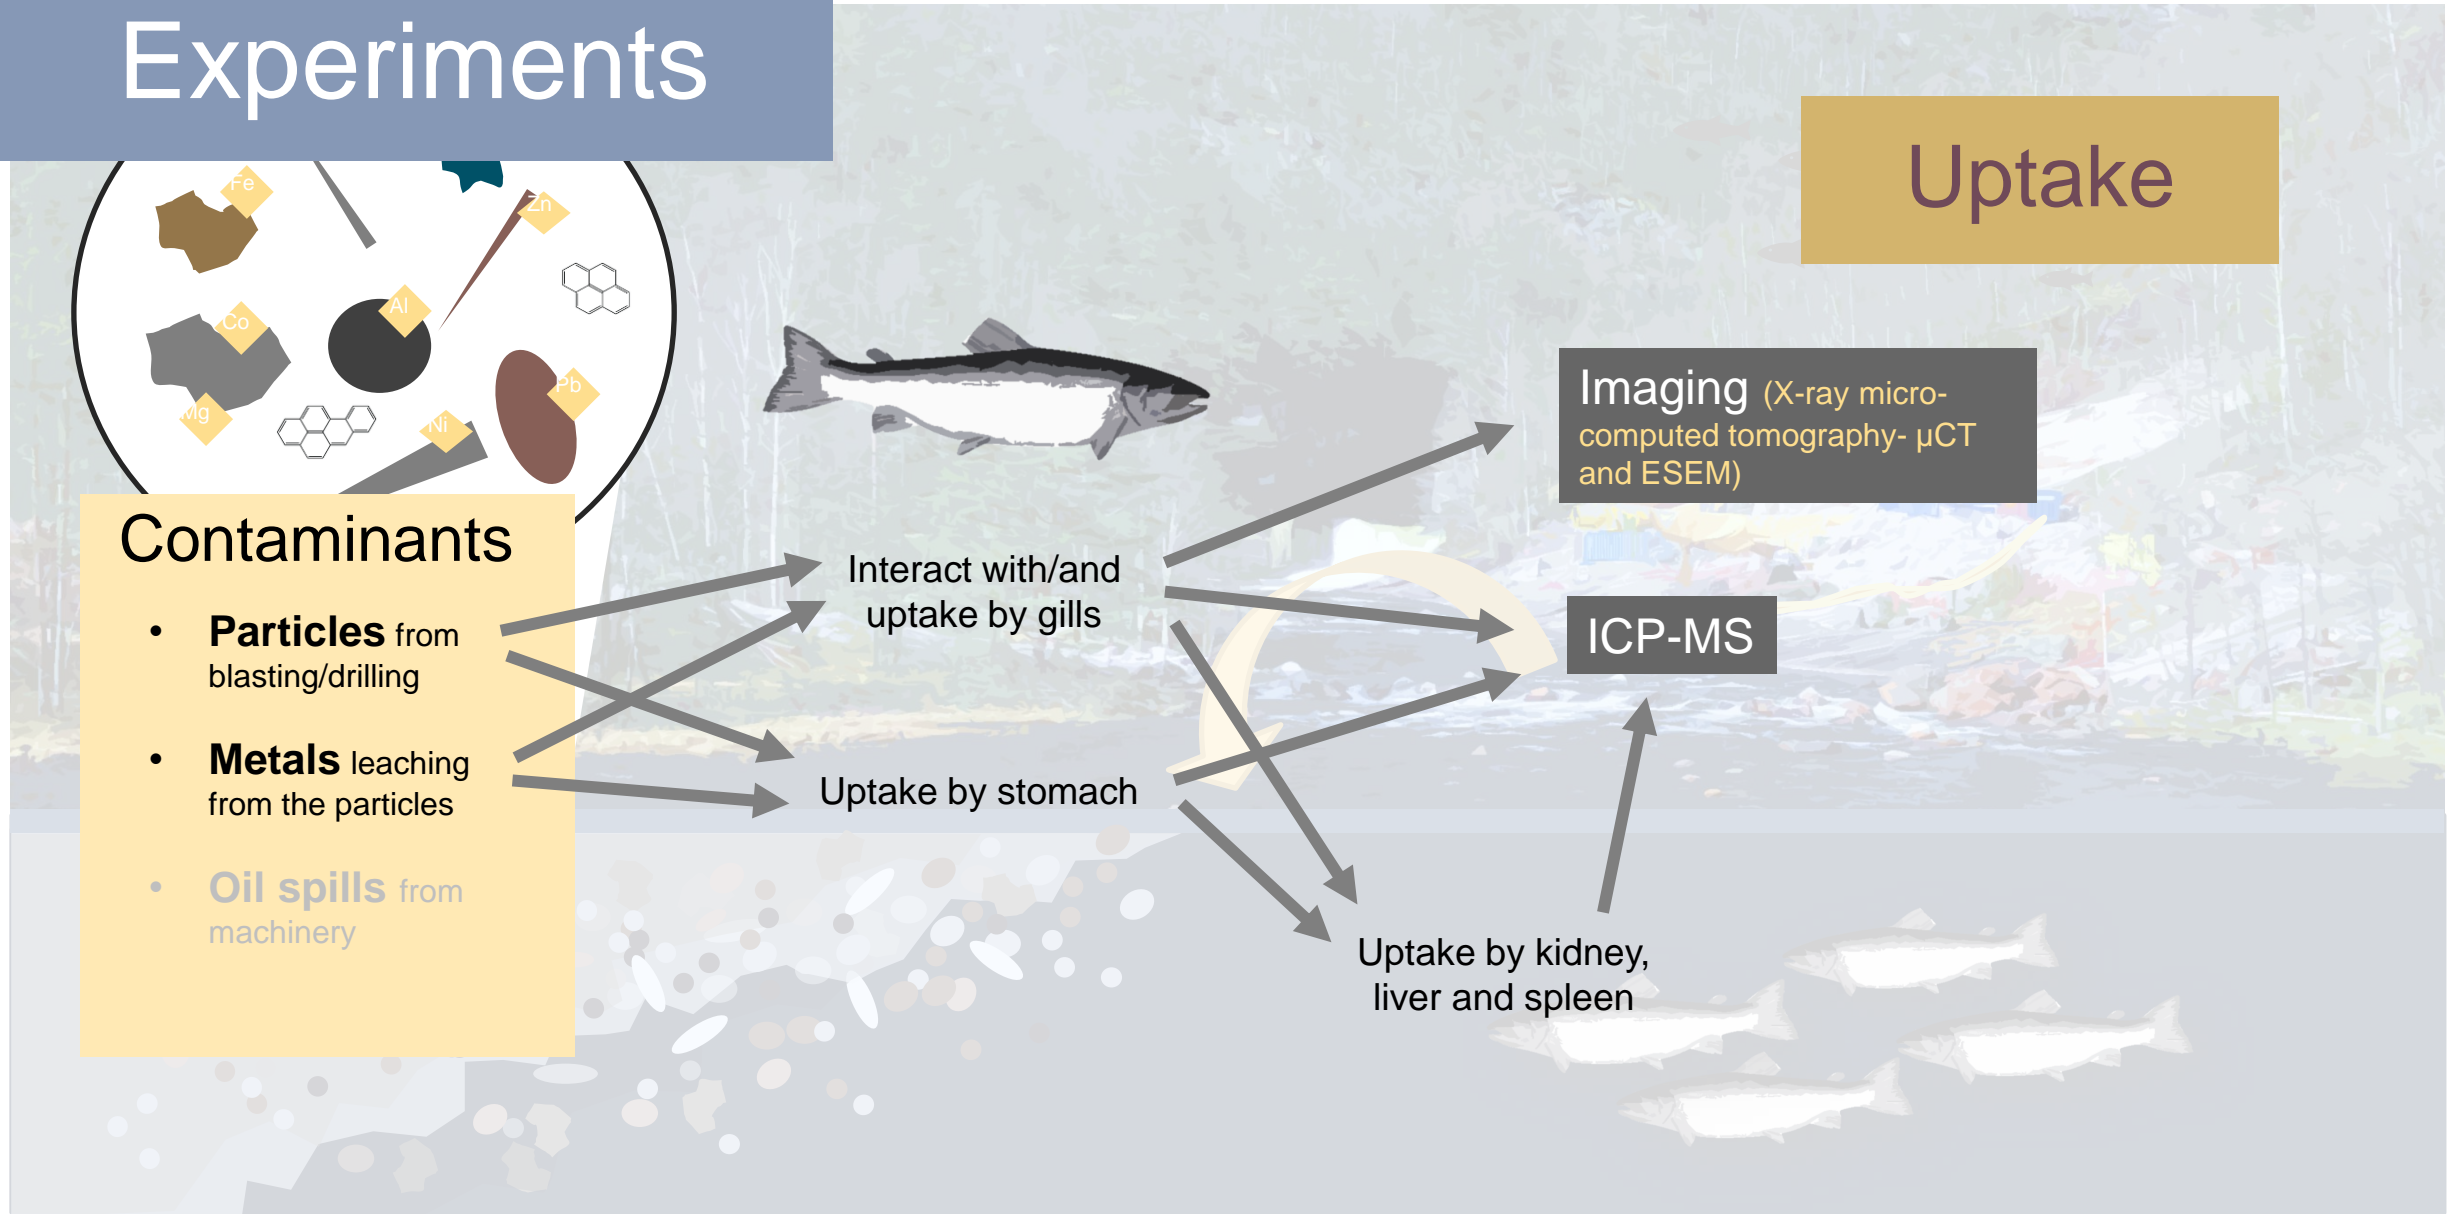 Experiments
Uptake
Fe
Zn
Co
Al
Mg
Ni
Pb
Contaminants
• Particles from
blasting/drilling
• Metals leaching
from the particles
• Oil spills from
machinery
Interact with/and
uptake by gills
Uptake by stomach
Imaging (X-ray micro-
computed tomography- µCT
and ESEM)
ICP-MS
Uptake by kidney,
liver and spleen